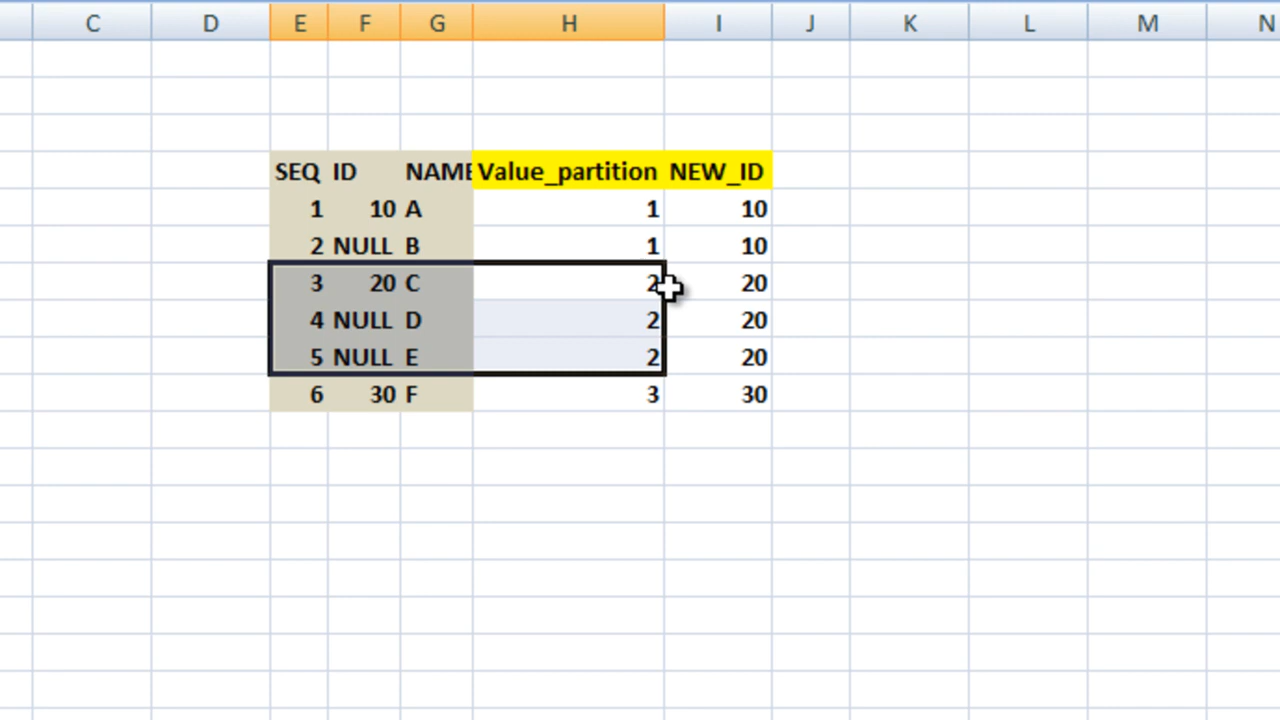 C D E F G H I J K L M N
SEQ ID NAME Value_partition NEW_ID
1 10 A 1 10
2 NULL B 1 10
3 20 C 2 20
4 NULL D 2 20
5 NULL E 2 20
6 30 F 3 30